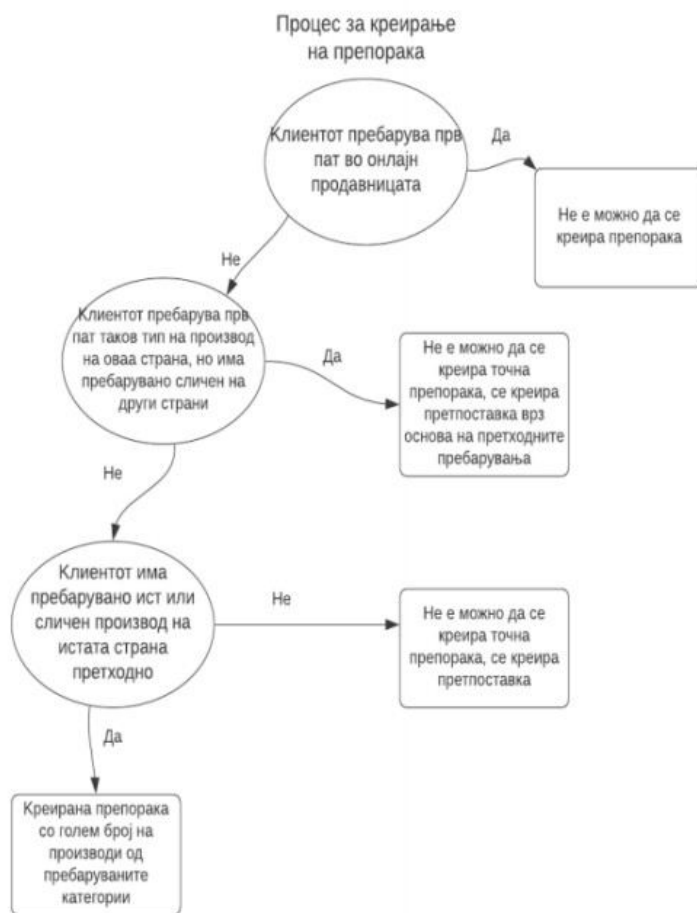 Процес за креирање
на препорака
Клиентот пребарува прв
пат во онлајн
продавницата
Да
Не е можно да се
креира препорака
Не
Клиентот пребарува прв
пат таков тип на производ
на оваа страна, но има
пребарувано сличен на
други страни
Да
Не е можно да се
креира точна
препорака, се креира
претпоставка врз
основа на претходните
пребарувања
Не
Клиентот има
пребарувано ист или
сличен производ на
истата страна
претходно
Не
Не е можно да се
креира точна
препорака, се креира
претпоставка
Да
Креирана препорака
со голем број на
производи од
пребаруваните
категории